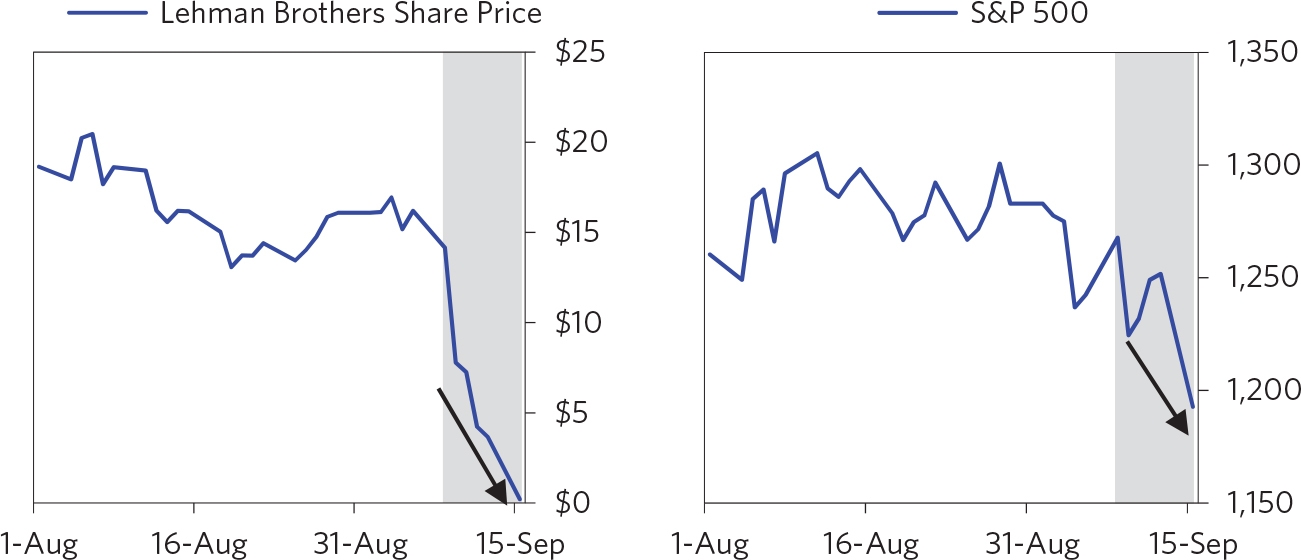 Lehman Brothers Share Price
$25
$20
$15
$10
$5
$0
1-Aug 16-Aug 31-Aug 15-Sep
S&P 500
1,350
1,300
1,250
1,200
1,150
1-Aug 16-Aug 31-Aug 15-Sep